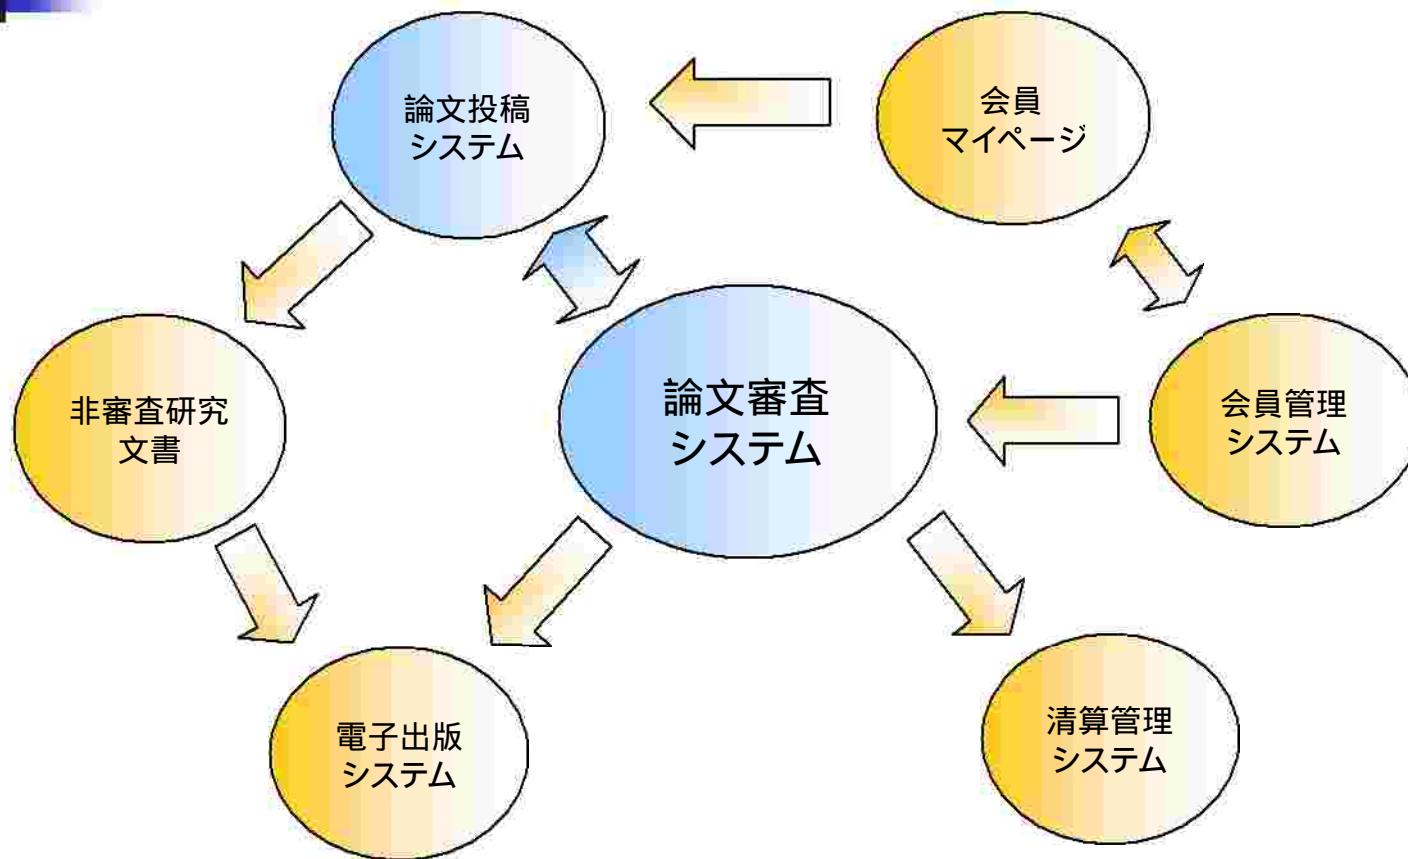 論文投稿
システム
会員
マイページ
非審査研究
文書
論文審査
システム
会員管理
システム
電子出版
システム
清算管理
システム